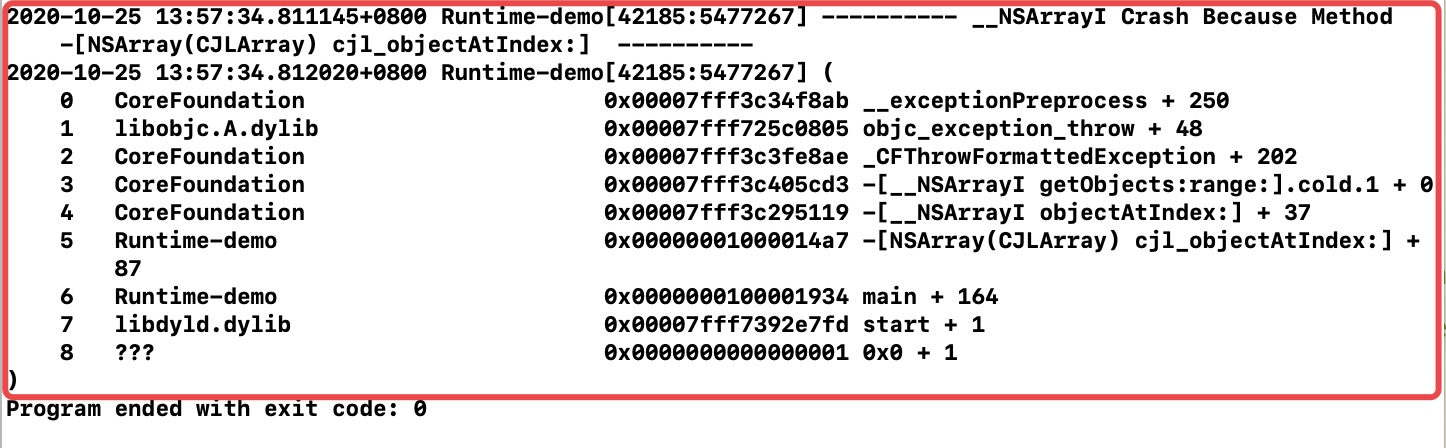 2020-10-25 13:57:34.811145+0800 Runtime-demo[42185:5477267] ---------- __NSArrayI Crash Because Method
-[NSArray(CJLArray) cjl_objectAtIndex:]  ----------
2020-10-25 13:57:34.812020+0800 Runtime-demo[42185:5477267] (
0   CoreFoundation                      0x00007fff3c34f8ab __exceptionPreprocess + 250
1   libobjc.A.dylib                     0x00007fff725c0805 objc_exception_throw + 48
2   CoreFoundation                      0x00007fff3c3fe8ae _CFThrowFormattedException + 202
3   CoreFoundation                      0x00007fff3c405cd3 -[__NSArrayI getObjects:range:].cold.1 + 0
4   CoreFoundation                      0x00007fff3c295119 -[__NSArrayI objectAtIndex:] + 37
5   Runtime-demo                        0x00000001000014a7 -[NSArray(CJLArray) cjl_objectAtIndex:] +
87
6   Runtime-demo                        0x0000000100001934 main + 164
7   libdyld.dylib                       0x00007fff7392e7fd start + 1
8   ???                                 0x0000000000000001 0x0 + 1
)
Program ended with exit code: 0